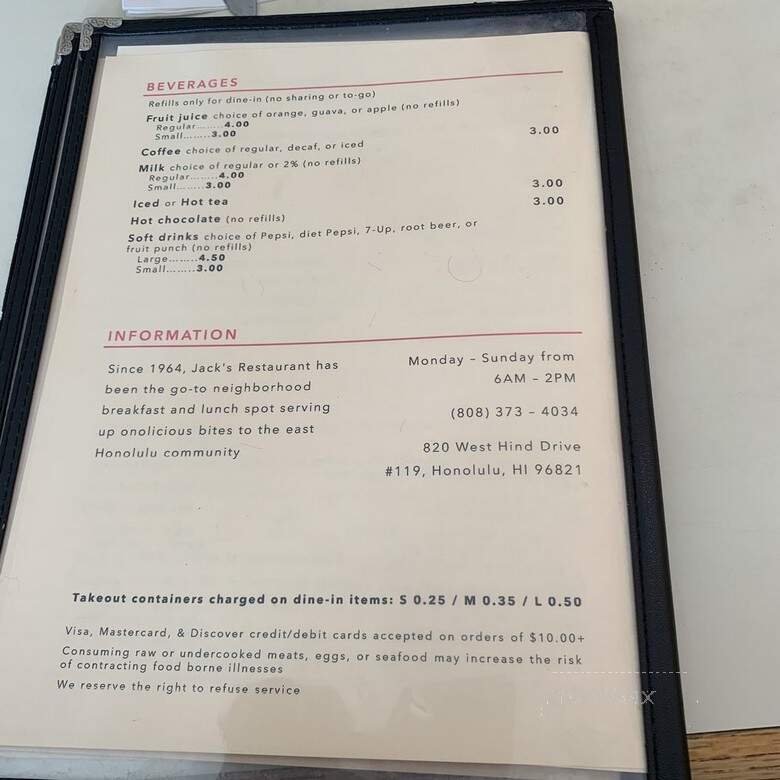 BEVERAGES
Refills only for dine-in (no sharing or to-go)
Fruit juice choice of orange, guava, or apple (no refills)
Regular........4.00
Small.......3.00
Coffee choice of regular, decaf, or iced 3.00
Milk choice of regular or 2% (no refills)
Regular........4.00
Small.......3.00
Iced or Hot tea 3.00
Hot chocolate (no refills) 3.00
Soft drinks choice of Pepsi, diet Pepsi, 7-Up, root beer, or
fruit punch (no refills)
Large........4.50
Small........3.00
INFORMATION
Since 1964, Jack's Restaurant has
been the go-to neighborhood
breakfast and lunch spot serving
up onolicious bites to the east
Honolulu community
Monday – Sunday from
6AM – 2PM
(808) 373 – 4034
820 West Hind Drive
#119, Honolulu, HI 96821
Takeout containers charged on dine-in items: S 0.25 / M 0.35 / L 0.50
Visa, Mastercard, & Discover credit/debit cards accepted on orders of $10.00+
Consuming raw or undercooked meats, eggs, or seafood may increase the risk
of contracting food borne illnesses
We reserve the right to refuse service